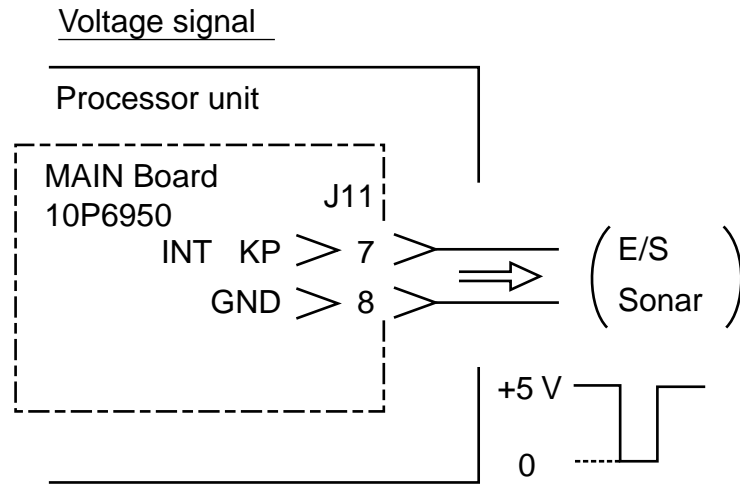 Voltage signal
Processor unit
MAIN Board
10P6950
J11
INT KP 7
GND 8
E/S
Sonar
+5 V
0